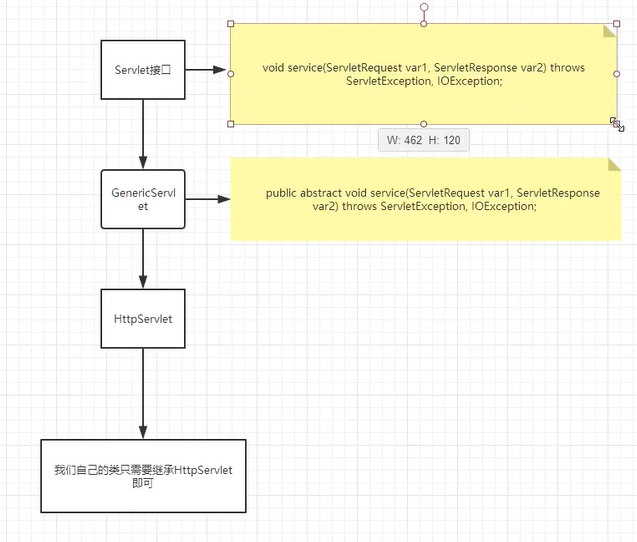 Servlet接口
void service(ServletRequest var1, ServletResponse var2) throws
ServletException, IOException;
W: 462 H: 120
GenericServl
et
public abstract void service(ServletRequest var1, ServletResponse
var2) throws ServletException, IOException;
HttpServlet
我们自己的类只需要继承HttpServlet
即可